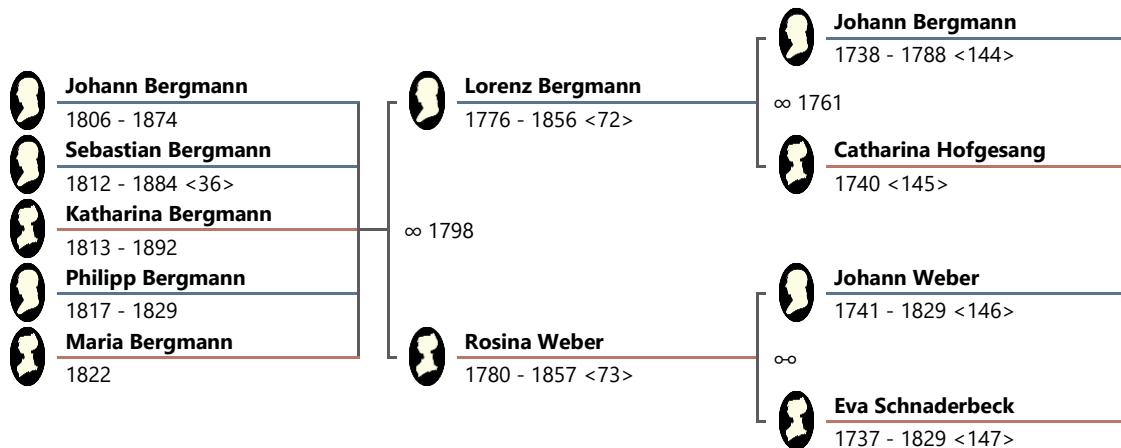 Johann Bergmann
1806 - 1874
Sebastian Bergmann
1812 - 1884 <36>
Katharina Bergmann
1813 - 1892
Philipp Bergmann
1817 - 1829
Maria Bergmann
1822
Lorenz Bergmann
1776 - 1856 <72>
∞ 1798
Rosina Weber
1780 - 1857 <73>
Johann Bergmann
1738 - 1788 <144>
∞ 1761
Catharina Hofgesang
1740 <145>
Johann Weber
1741 - 1829 <146>
⚯
Eva Schnaderbeck
1737 - 1829 <147>